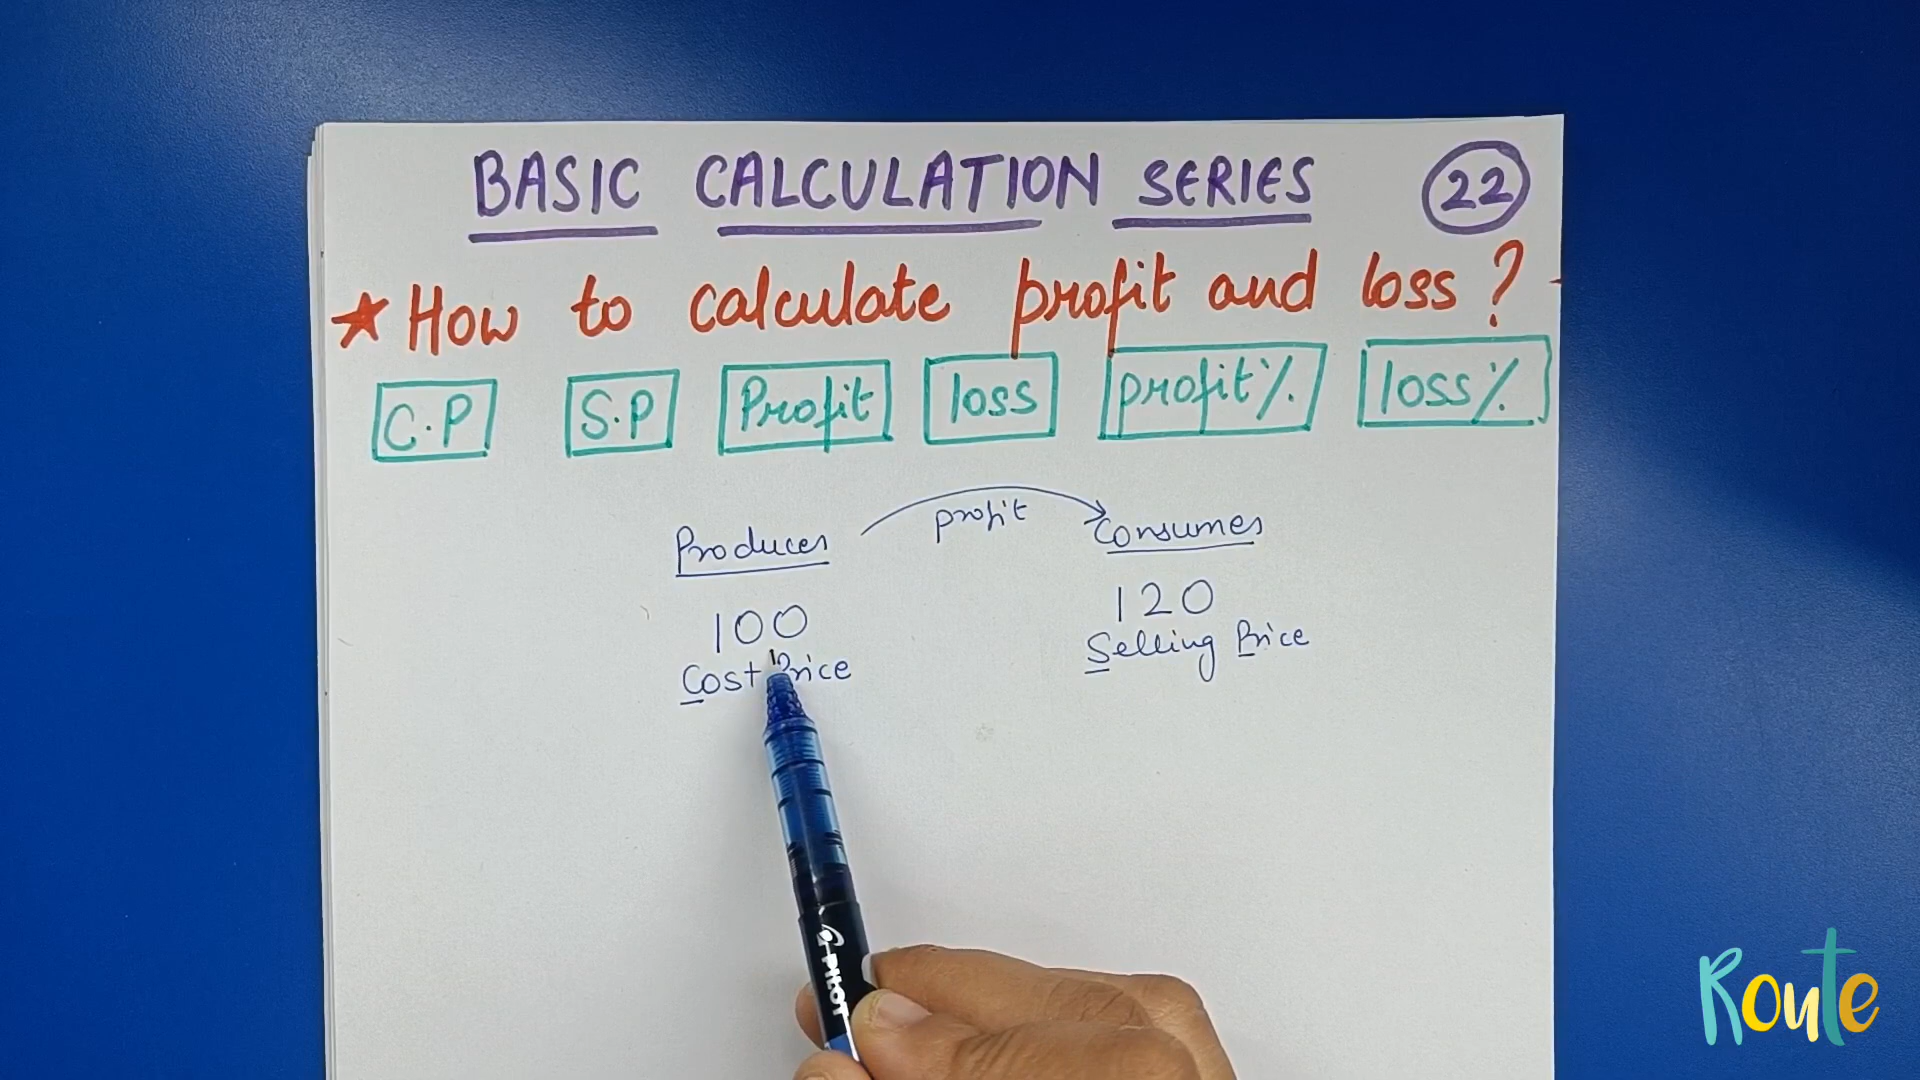 BASIC CALCULATION SERIES 22
★ How to calculate profit and loss?
C.P S.P Profit loss profit% loss%
profit
Producer Consumer
100 120
Cost Price Selling Price
PILOT
Route